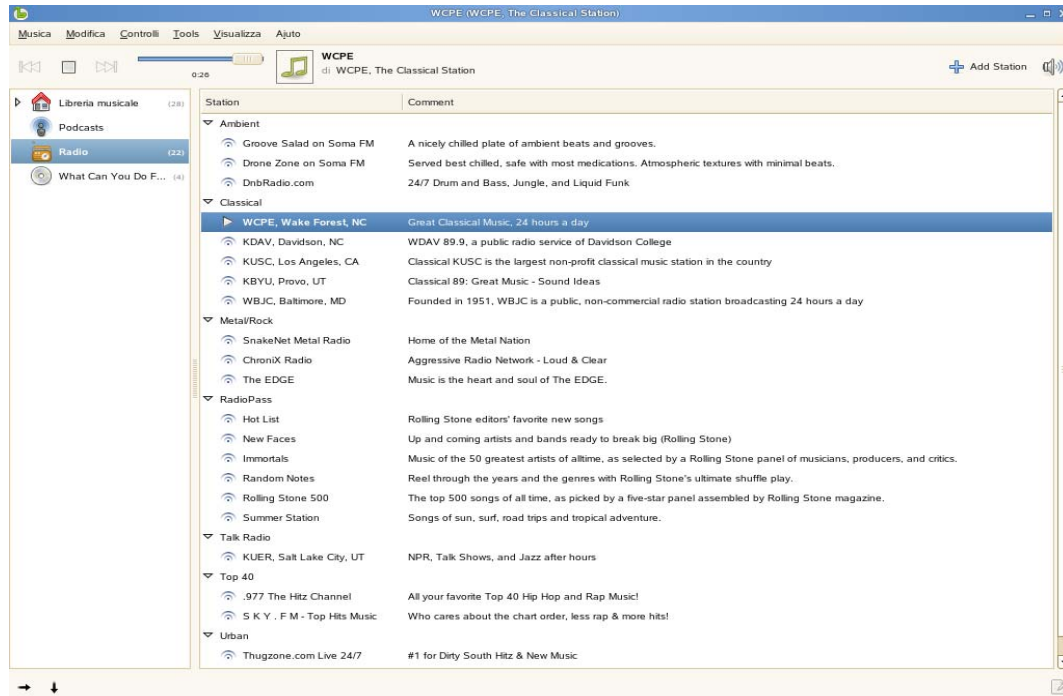 WCPE (WCPE, The Classical Station)
Musica Modifica Controlli Tools Visualizza Ajuto
WCPE
di WCPE, The Classical Station
0:26
Add Station
Libreria musicale (28)
Podcasts
Radio (22)
What Can You Do F... (4)
Station Comment
Ambient
Groove Salad on Soma FM A nicely chilled plate of ambient beats and grooves.
Drone Zone on Soma FM Served best chilled, safe with most medications. Atmospheric textures with minimal beats.
DnbRadio.com 24/7 Drum and Bass, Jungle, and Liquid Funk
Classical
WCPE, Wake Forest, NC Great Classical Music, 24 hours a day
KDAV, Davidson, NC WDAV 89.9, a public radio service of Davidson College
KUSC, Los Angeles, CA Classical KUSC is the largest non-profit classical music station in the country
KBYU, Provo, UT Classical 89: Great Music - Sound Ideas
WBJC, Baltimore, MD Founded in 1951, WBJC is a public, non-commercial radio station broadcasting 24 hours a day
Metal/Rock
SnakeNet Metal Radio Home of the Metal Nation
ChroniX Radio Aggressive Radio Network - Loud & Clear
The EDGE Music is the heart and soul of The EDGE.
RadioPass
Hot List Rolling Stone editors' favorite new songs
New Faces Up and coming artists and bands ready to break big (Rolling Stone)
Immortals Music of the 50 greatest artists of alltime, as selected by a Rolling Stone panel of musicians, producers, and critics.
Random Notes Reel through the years and the genres with Rolling Stone's ultimate shuffle play.
Rolling Stone 500 The top 500 songs of all time, as picked by a five-star panel assembled by Rolling Stone magazine.
Summer Station Songs of sun, surf, road trips and tropical adventure.
Talk Radio
KUER, Salt Lake City, UT NPR, Talk Shows, and Jazz after hours
Top 40
.977 The Hitz Channel All your favorite Top 40 Hip Hop and Rap Music!
S K Y . F M - Top Hits Music Who cares about the chart order, less rap & more hits!
Urban
Thugzone.com Live 24/7 #1 for Dirty South Hitz & New Music